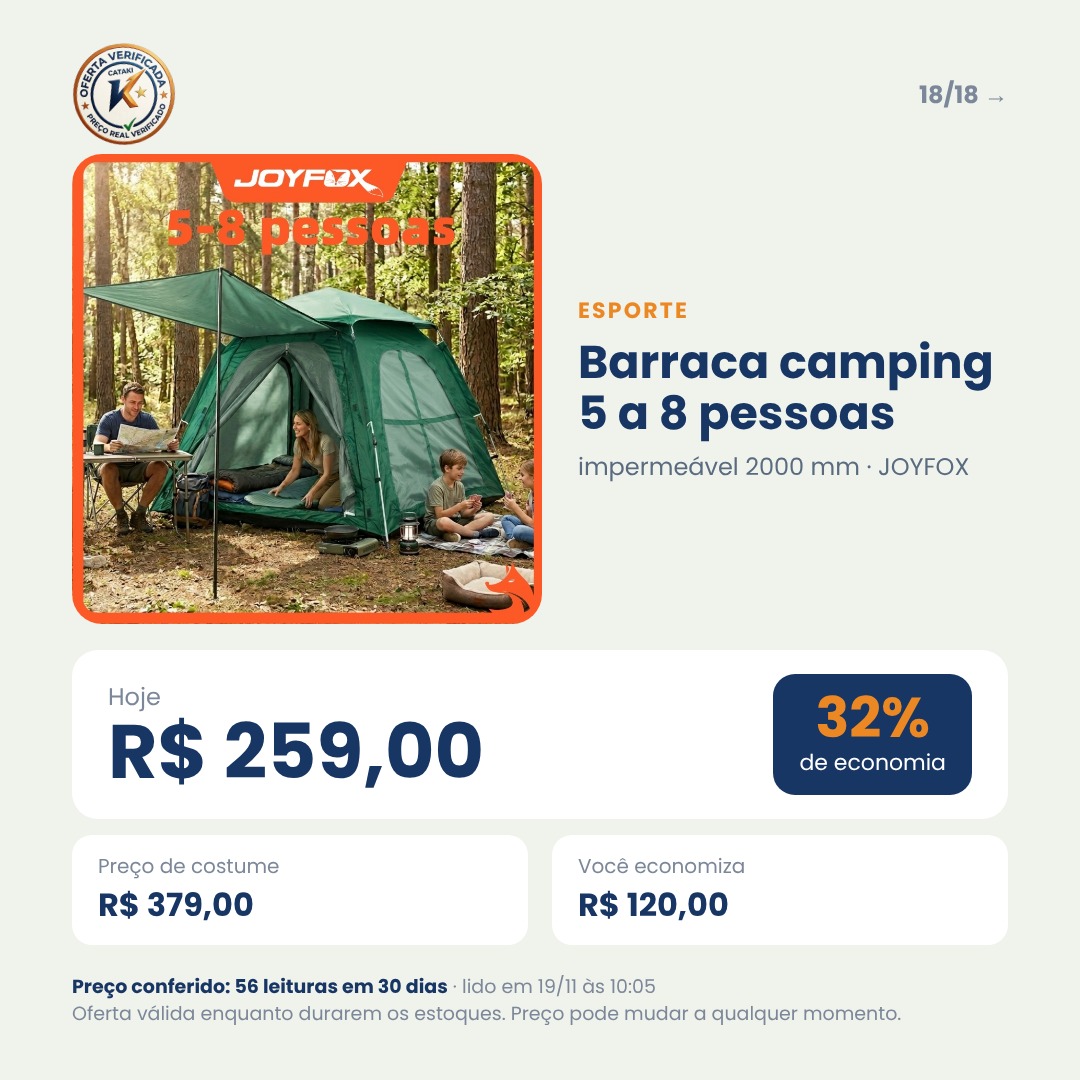 OFERTA VERIFICADA
CATAKI
K
PREÇO REAL VERIFICADO
18/18 →
JOYFOX
5-8 pessoas
ESPORTE
Barraca camping
5 a 8 pessoas
impermeável 2000 mm · JOYFOX
Hoje
R$ 259,00
32%
de economia
Preço de costume
R$ 379,00
Você economiza
R$ 120,00
Preço conferido: 56 leituras em 30 dias · lido em 19/11 às 10:05
Oferta válida enquanto durarem os estoques. Preço pode mudar a qualquer momento.